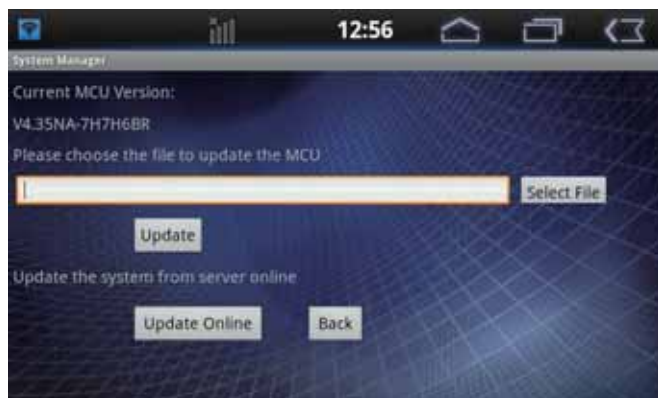 12:56
System Manager
Current MCU Version:
V4.35NA-7H7H6BR
Please choose the file to update the MCU
Select File
Update
Update the system from server online
Update Online Back